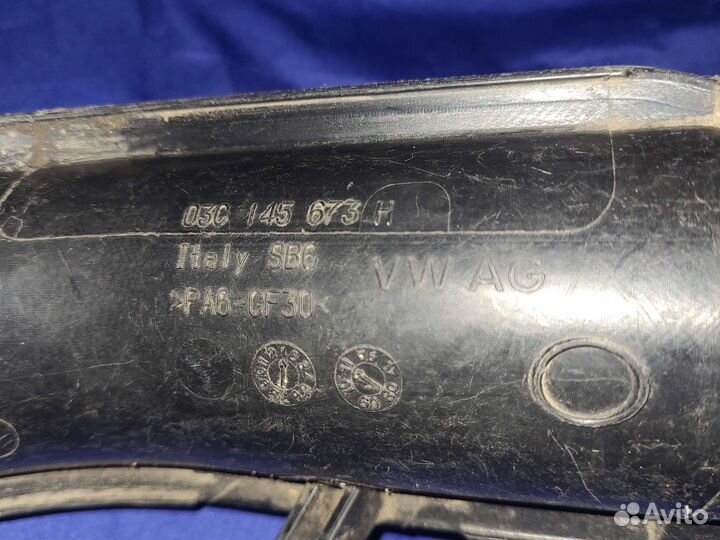 03C 145 673 H
Italy SB6
VW AG
>PA6-GF30<
Avito